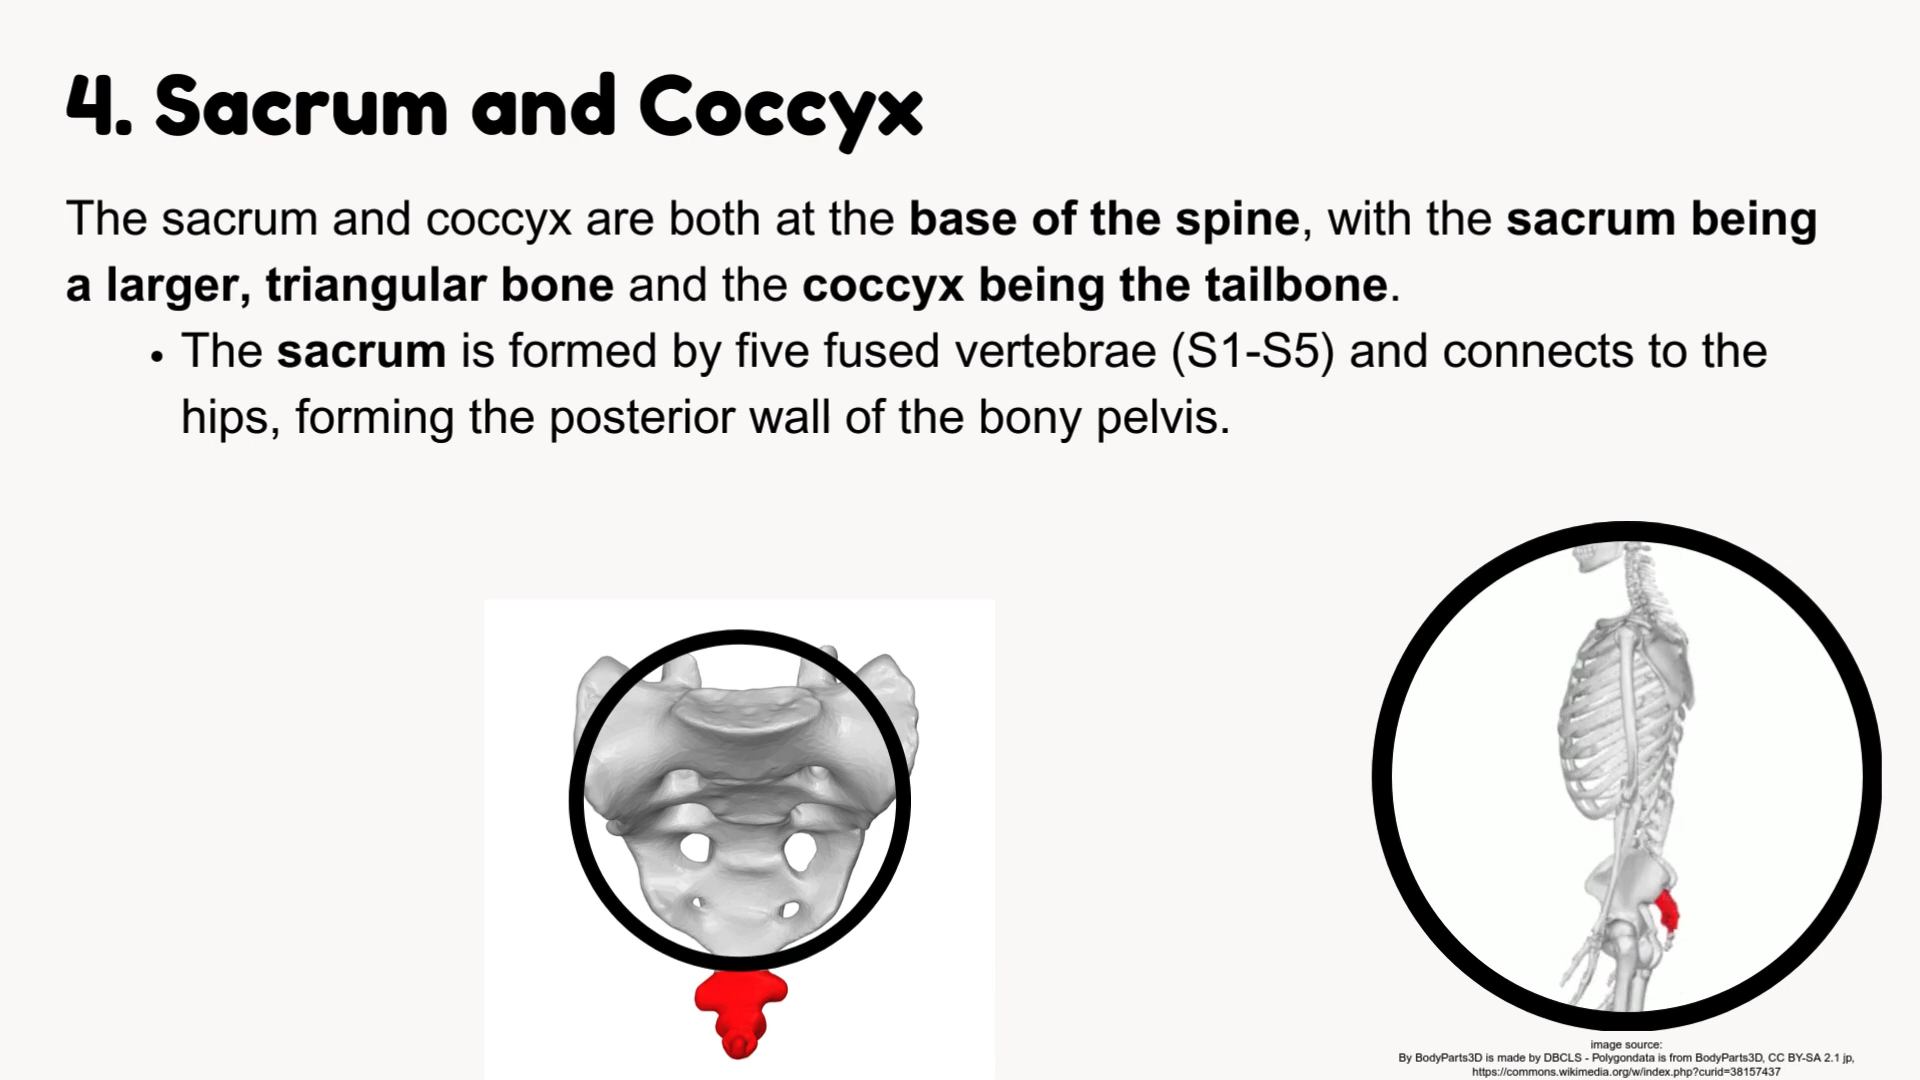 4. Sacrum and Coccyx
The sacrum and coccyx are both at the base of the spine, with the sacrum being
a larger, triangular bone and the coccyx being the tailbone.
• The sacrum is formed by five fused vertebrae (S1-S5) and connects to the
hips, forming the posterior wall of the bony pelvis.
image source:
By BodyParts3D is made by DBCLS - Polygondata is from BodyParts3D, CC BY-SA 2.1 jp,
https://commons.wikimedia.org/w/index.php?curid=38157437